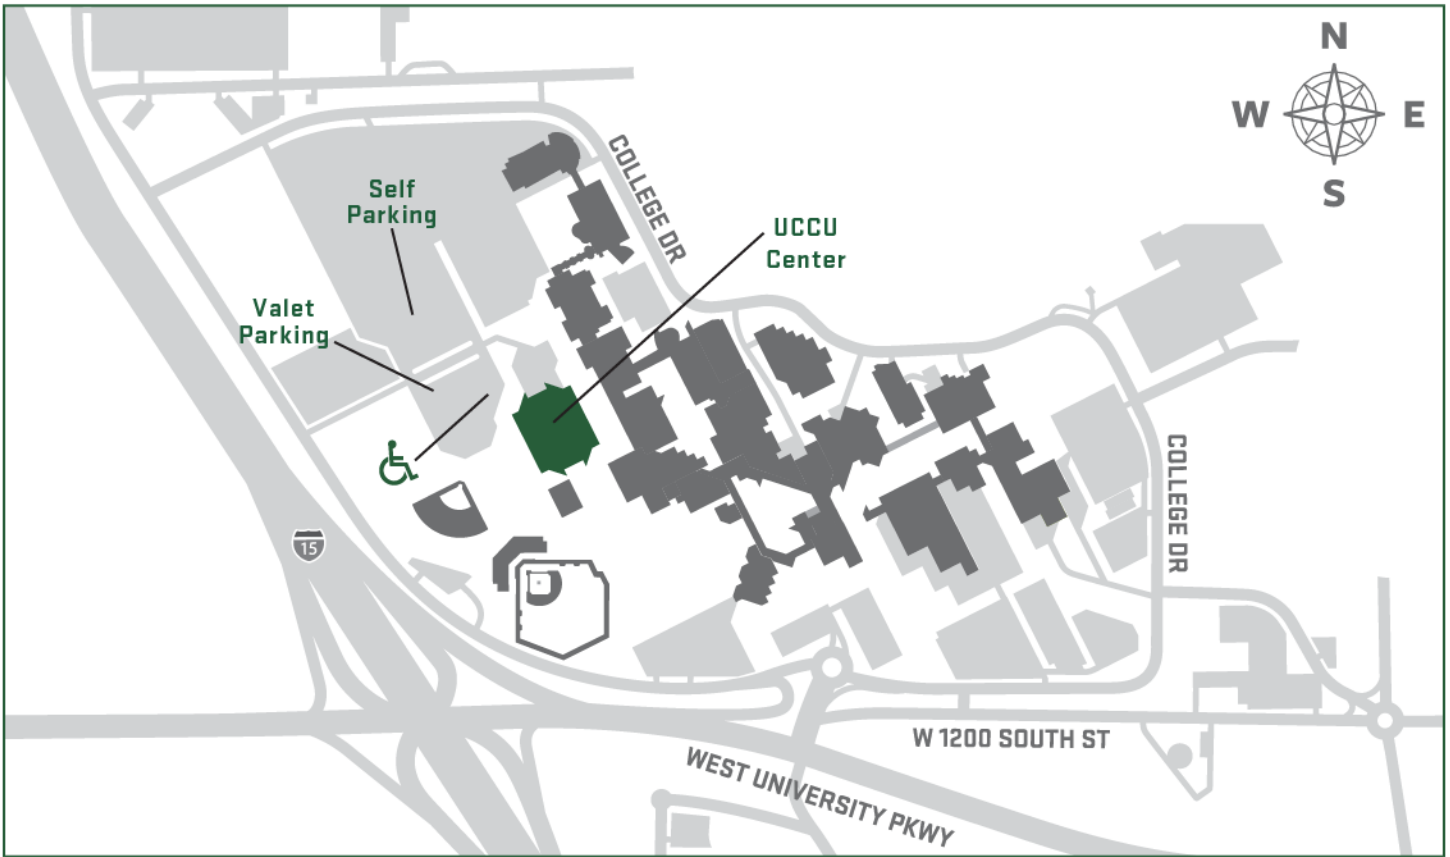 N
W
E
S
COLLEGE DR
Self
Parking
UCCU
Center
Valet
Parking
COLLEGE DR
15
W 1200 SOUTH ST
WEST UNIVERSITY PKWY